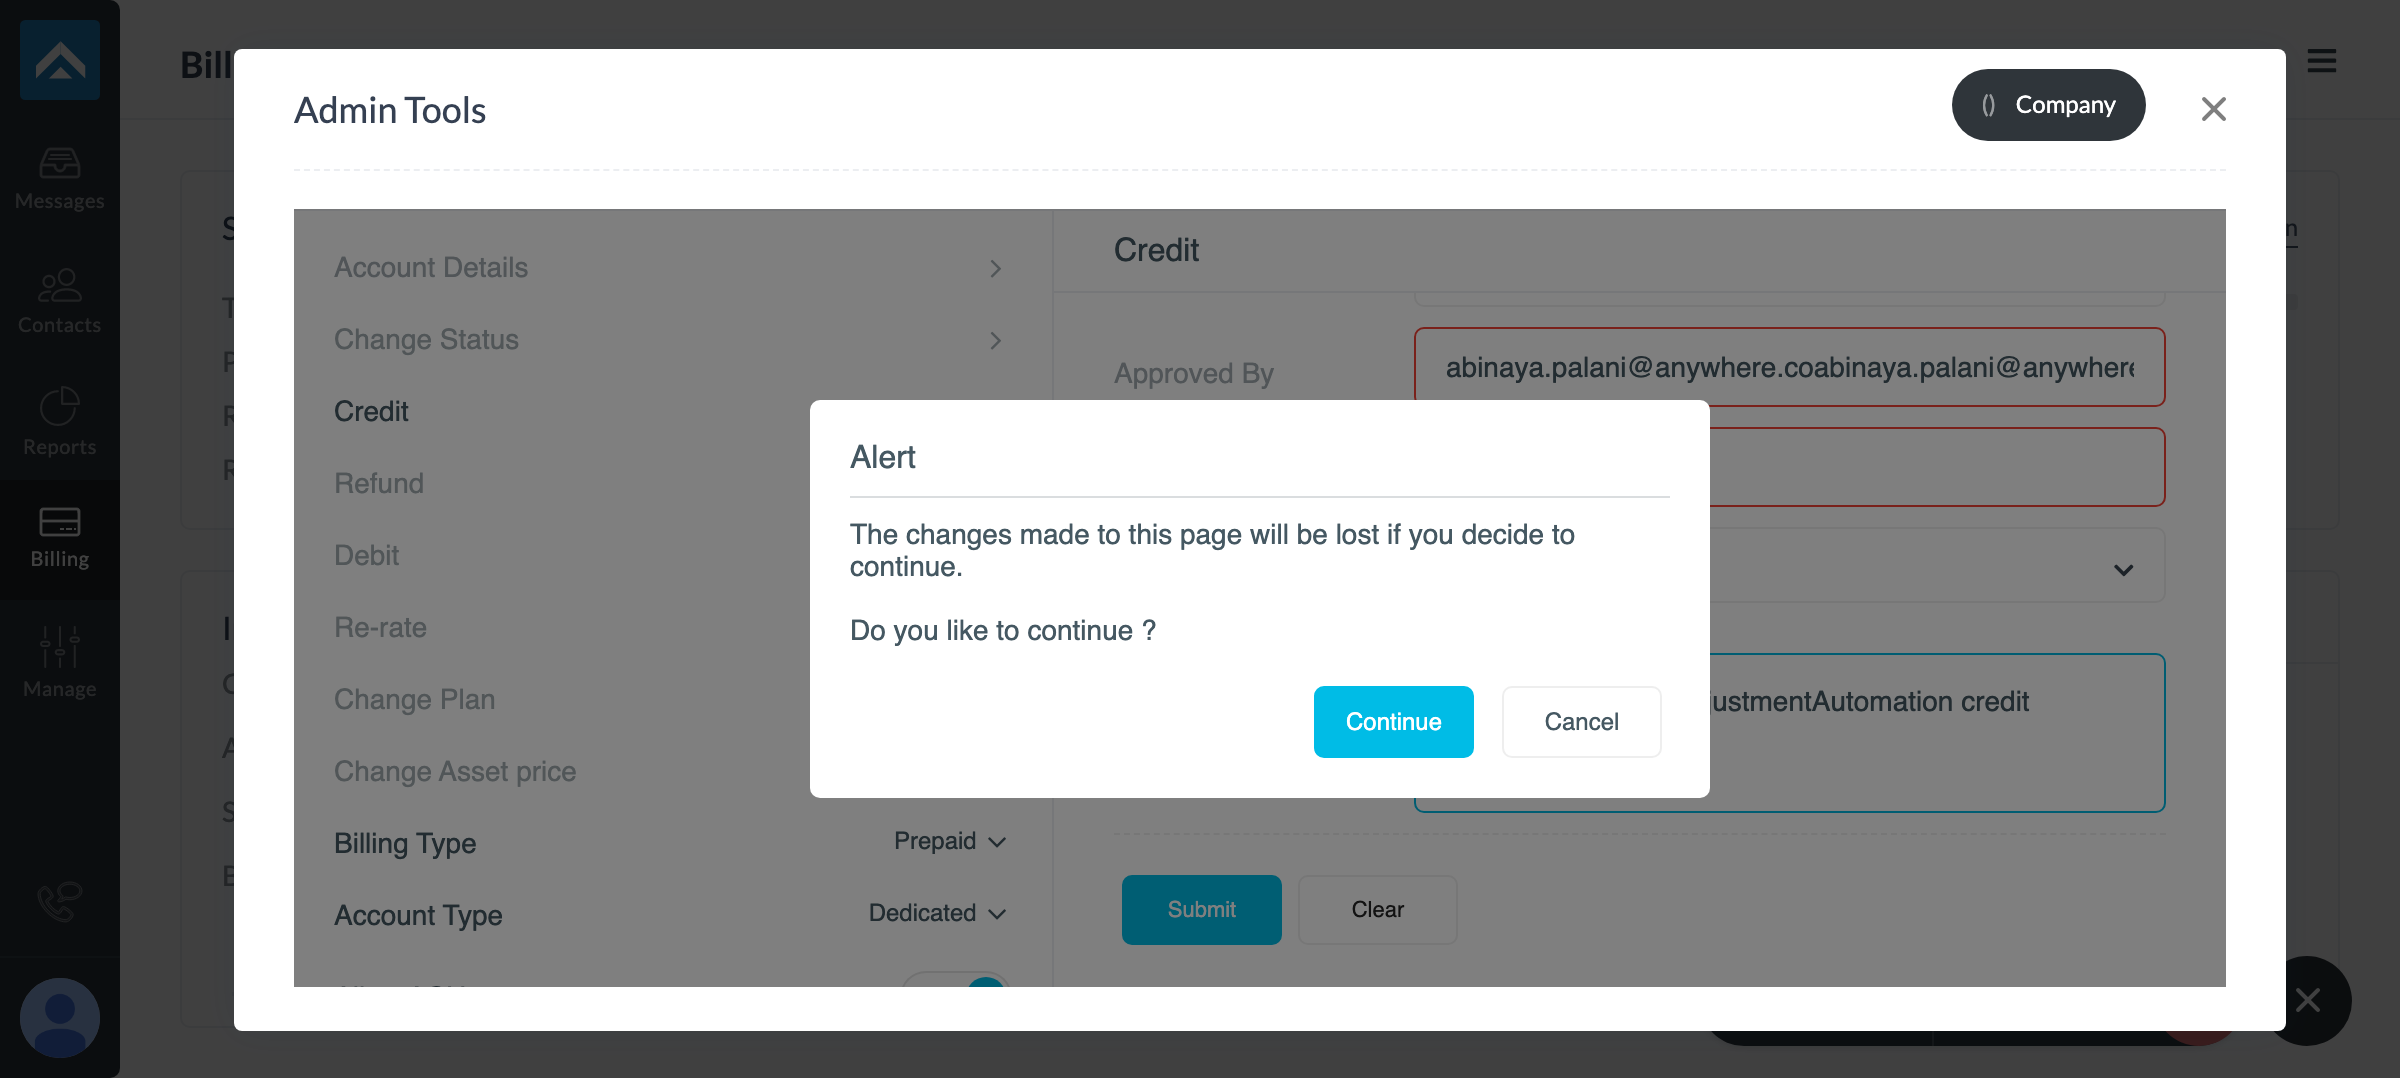 Bill
Admin Tools
() Company
Messages
Contacts
Reports
Billing
Manage
Account Details
Change Status
Credit
Refund
Debit
Re-rate
Change Plan
Change Asset price
Billing Type Prepaid
Account Type Dedicated
Credit
Approved By abinaya.palani@anywhere.coabinaya.palani@anywhere
Alert
The changes made to this page will be lost if you decide to
continue.
Do you like to continue ?
Continue Cancel
justmentAutomation credit
Submit Clear